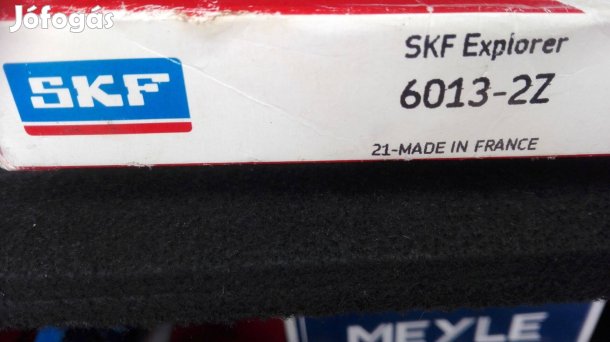 Jófogás
SKF
SKF Explorer
6013-2Z
21-MADE IN FRANCE
MEYLE